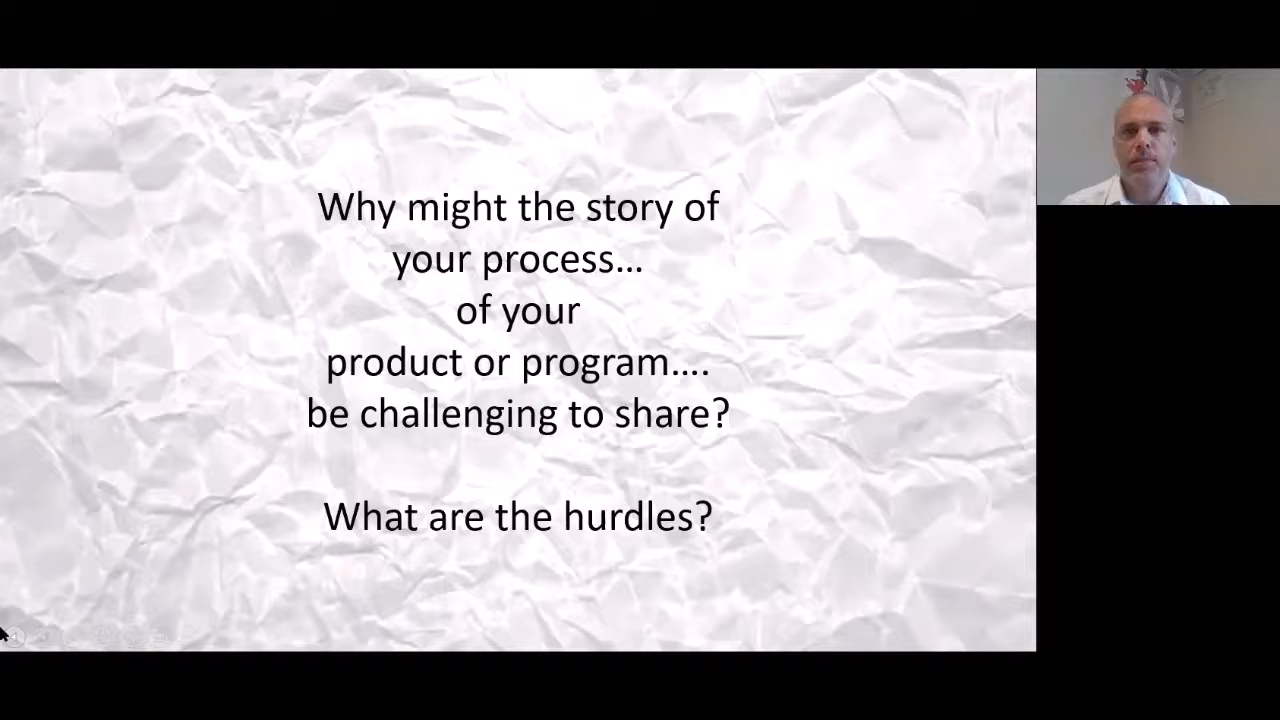 Why might the story of
your process…
of your
product or program….
be challenging to share?
What are the hurdles?